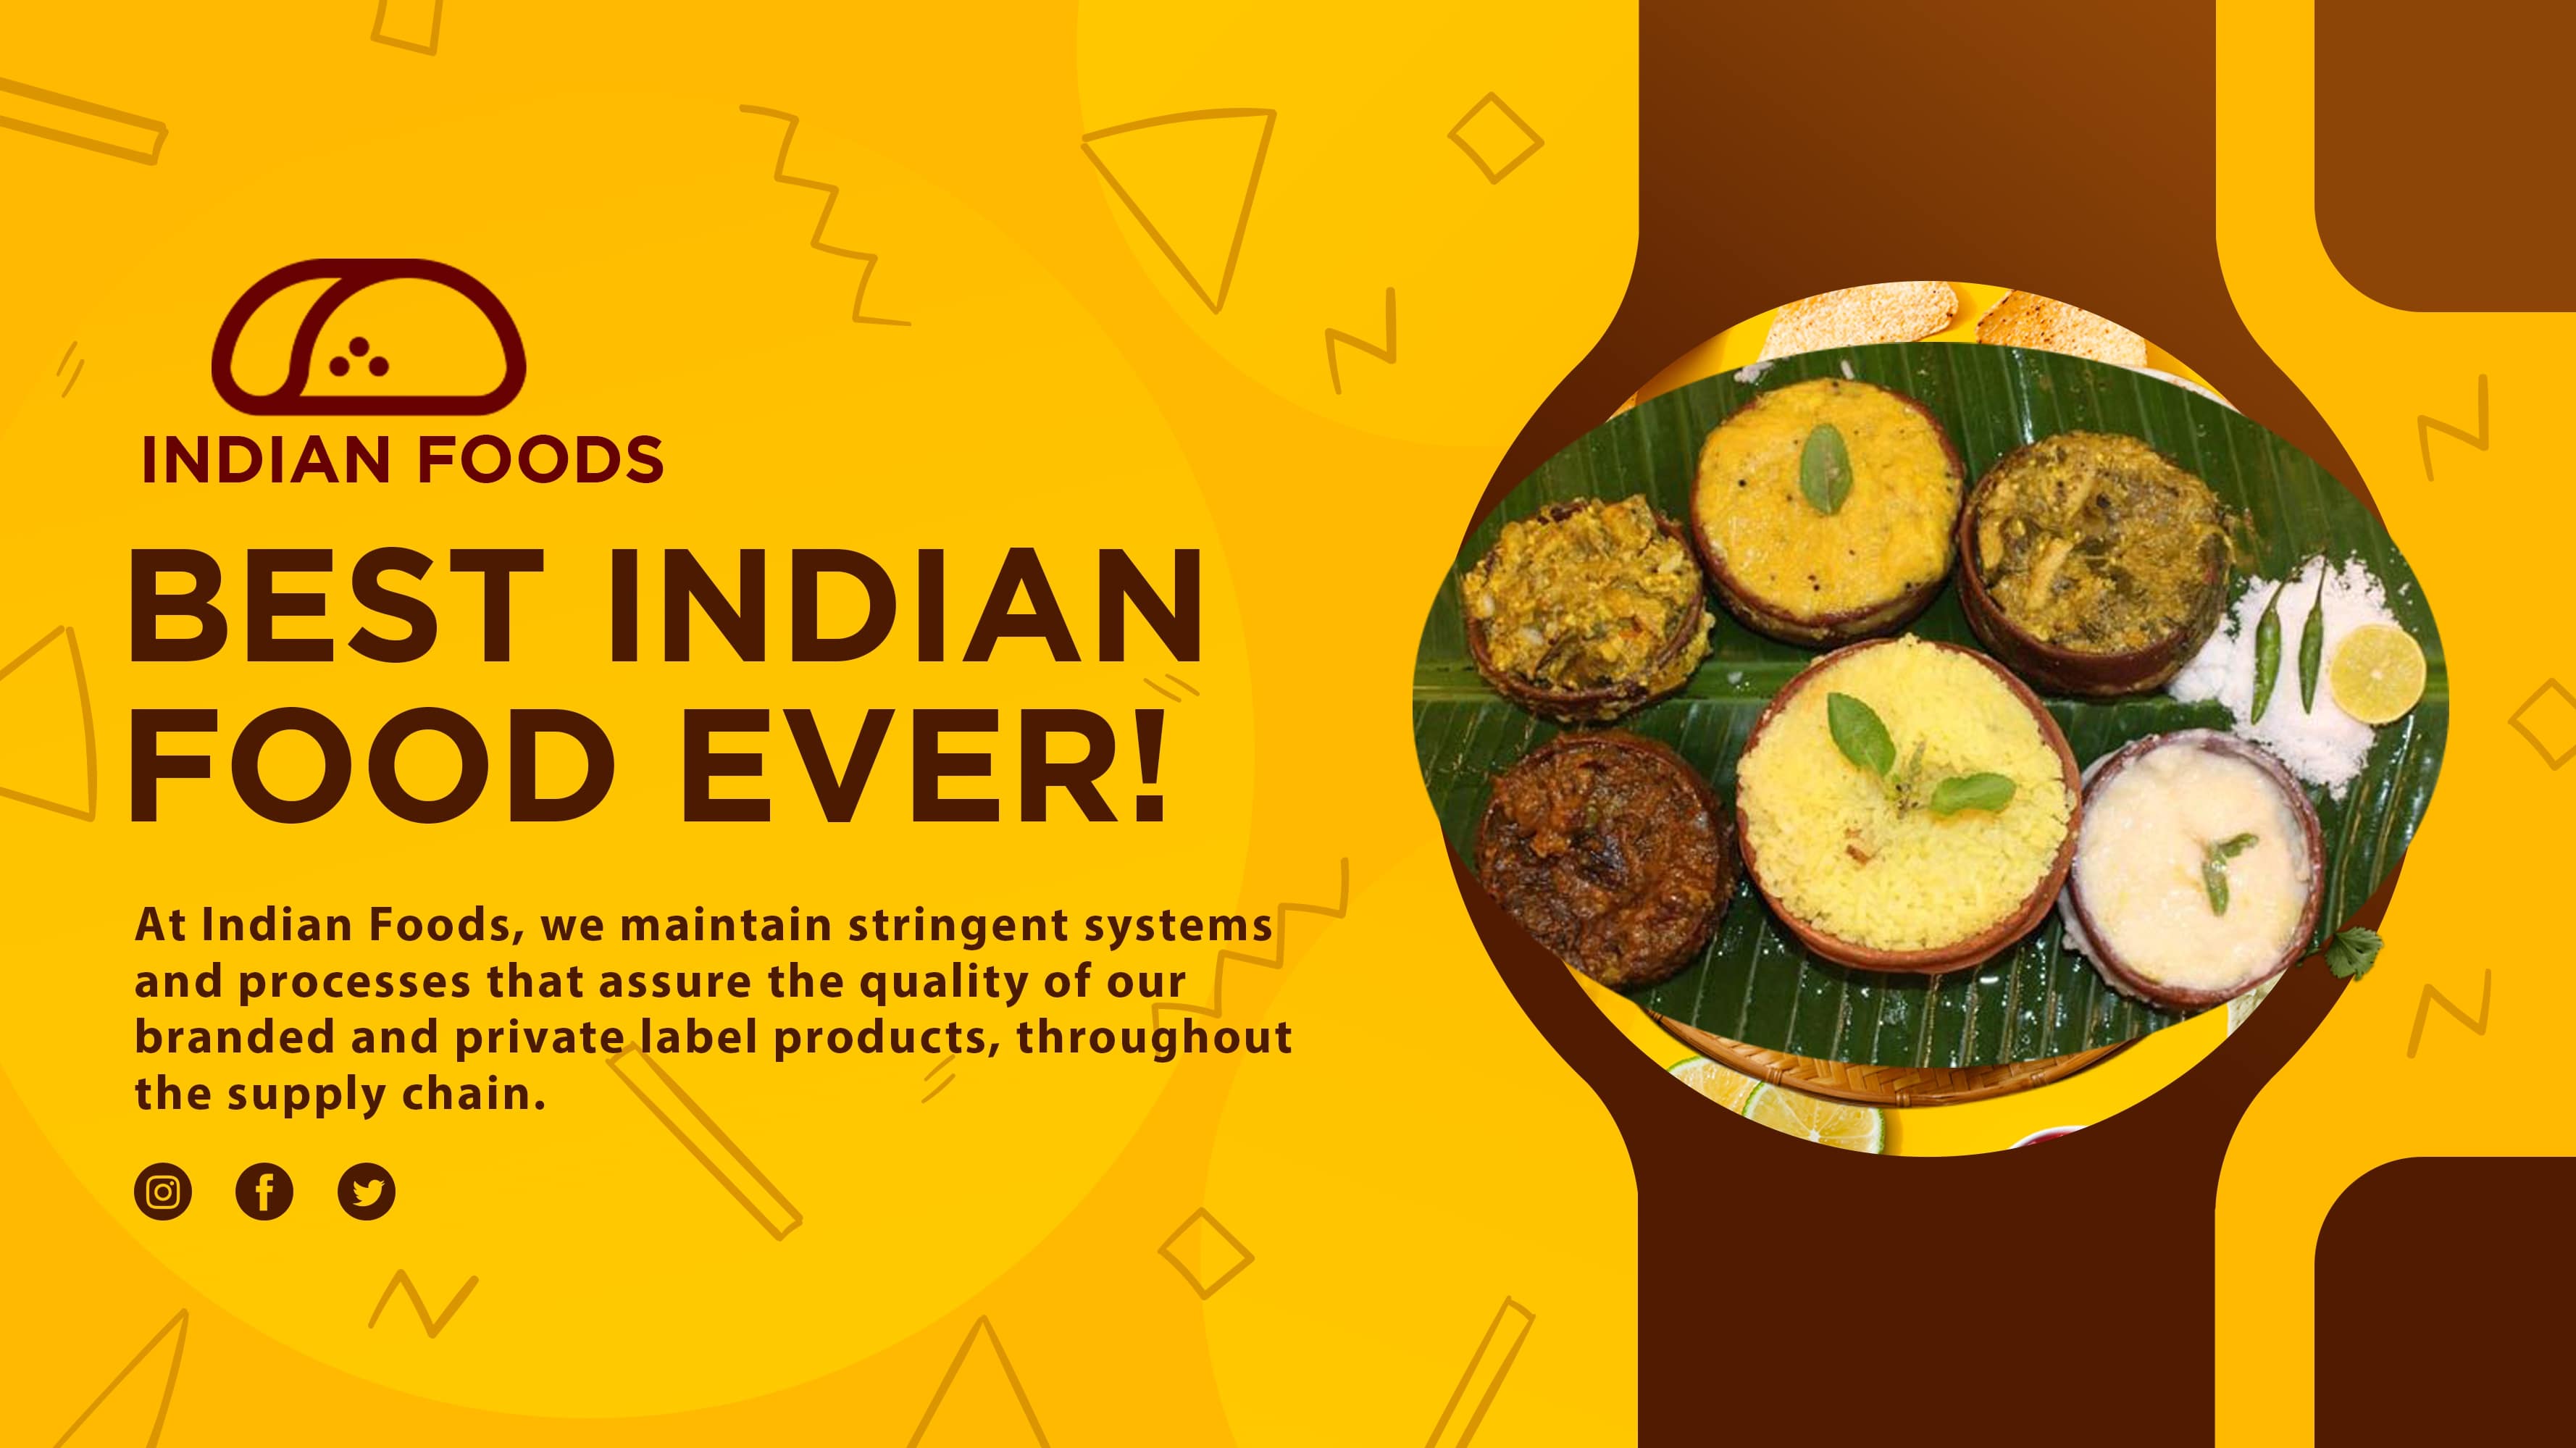 INDIAN FOODS
BEST INDIAN
FOOD EVER!
At Indian Foods, we maintain stringent systems
and processes that assure the quality of our
branded and private label products, throughout
the supply chain.